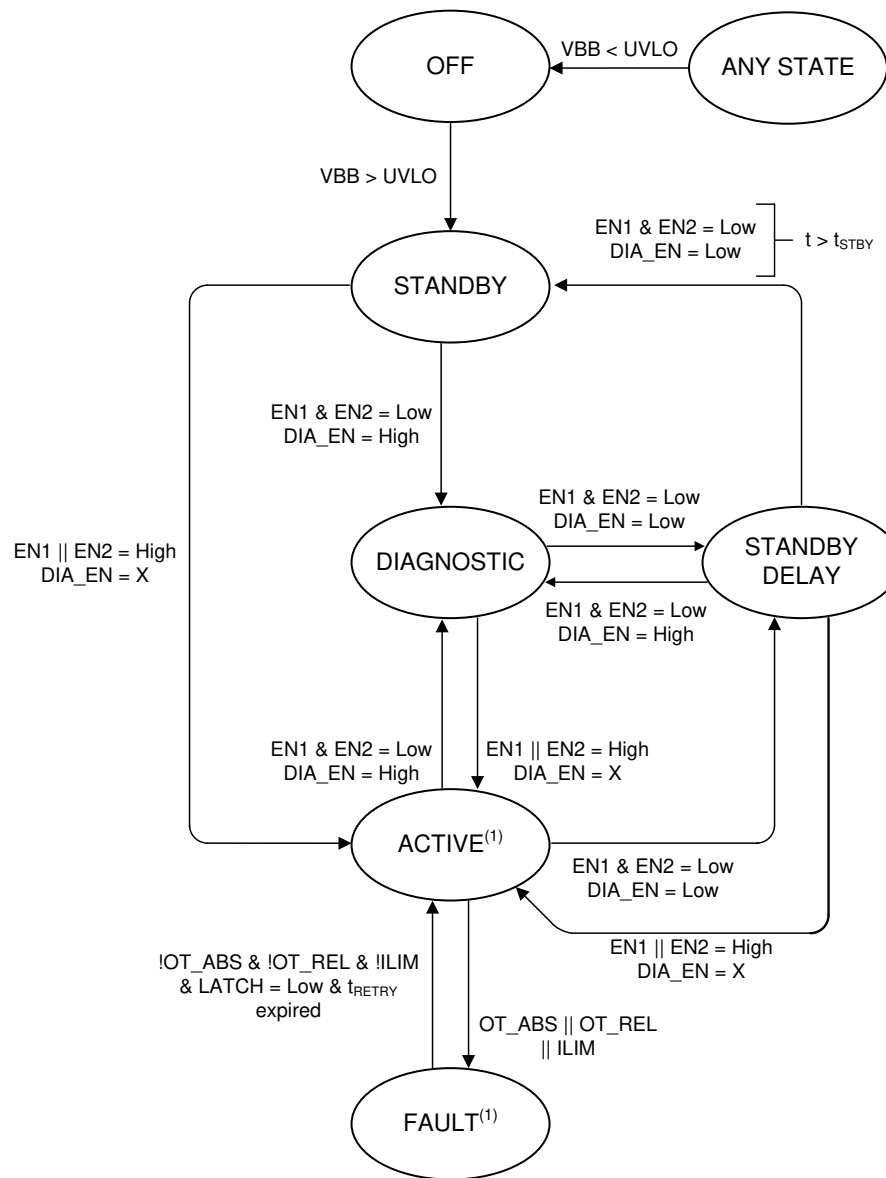 OFF
VBB < UVLO
ANY STATE
VBB > UVLO
EN1 & EN2 = Low
DIA_EN = Low
t > tSTBY
STANDBY
EN1 & EN2 = Low
DIA_EN = High
EN1 || EN2 = High
DIA_EN = X
DIAGNOSTIC
EN1 & EN2 = Low
DIA_EN = Low
STANDBY
DELAY
EN1 & EN2 = Low
DIA_EN = High
EN1 & EN2 = Low
DIA_EN = High
EN1 || EN2 = High
DIA_EN = X
ACTIVE(1)
EN1 & EN2 = Low
DIA_EN = Low
EN1 || EN2 = High
DIA_EN = X
!OT_ABS & !OT_REL & !ILIM
& LATCH = Low & tRETRY
expired
OT_ABS || OT_REL
|| ILIM
FAULT(1)